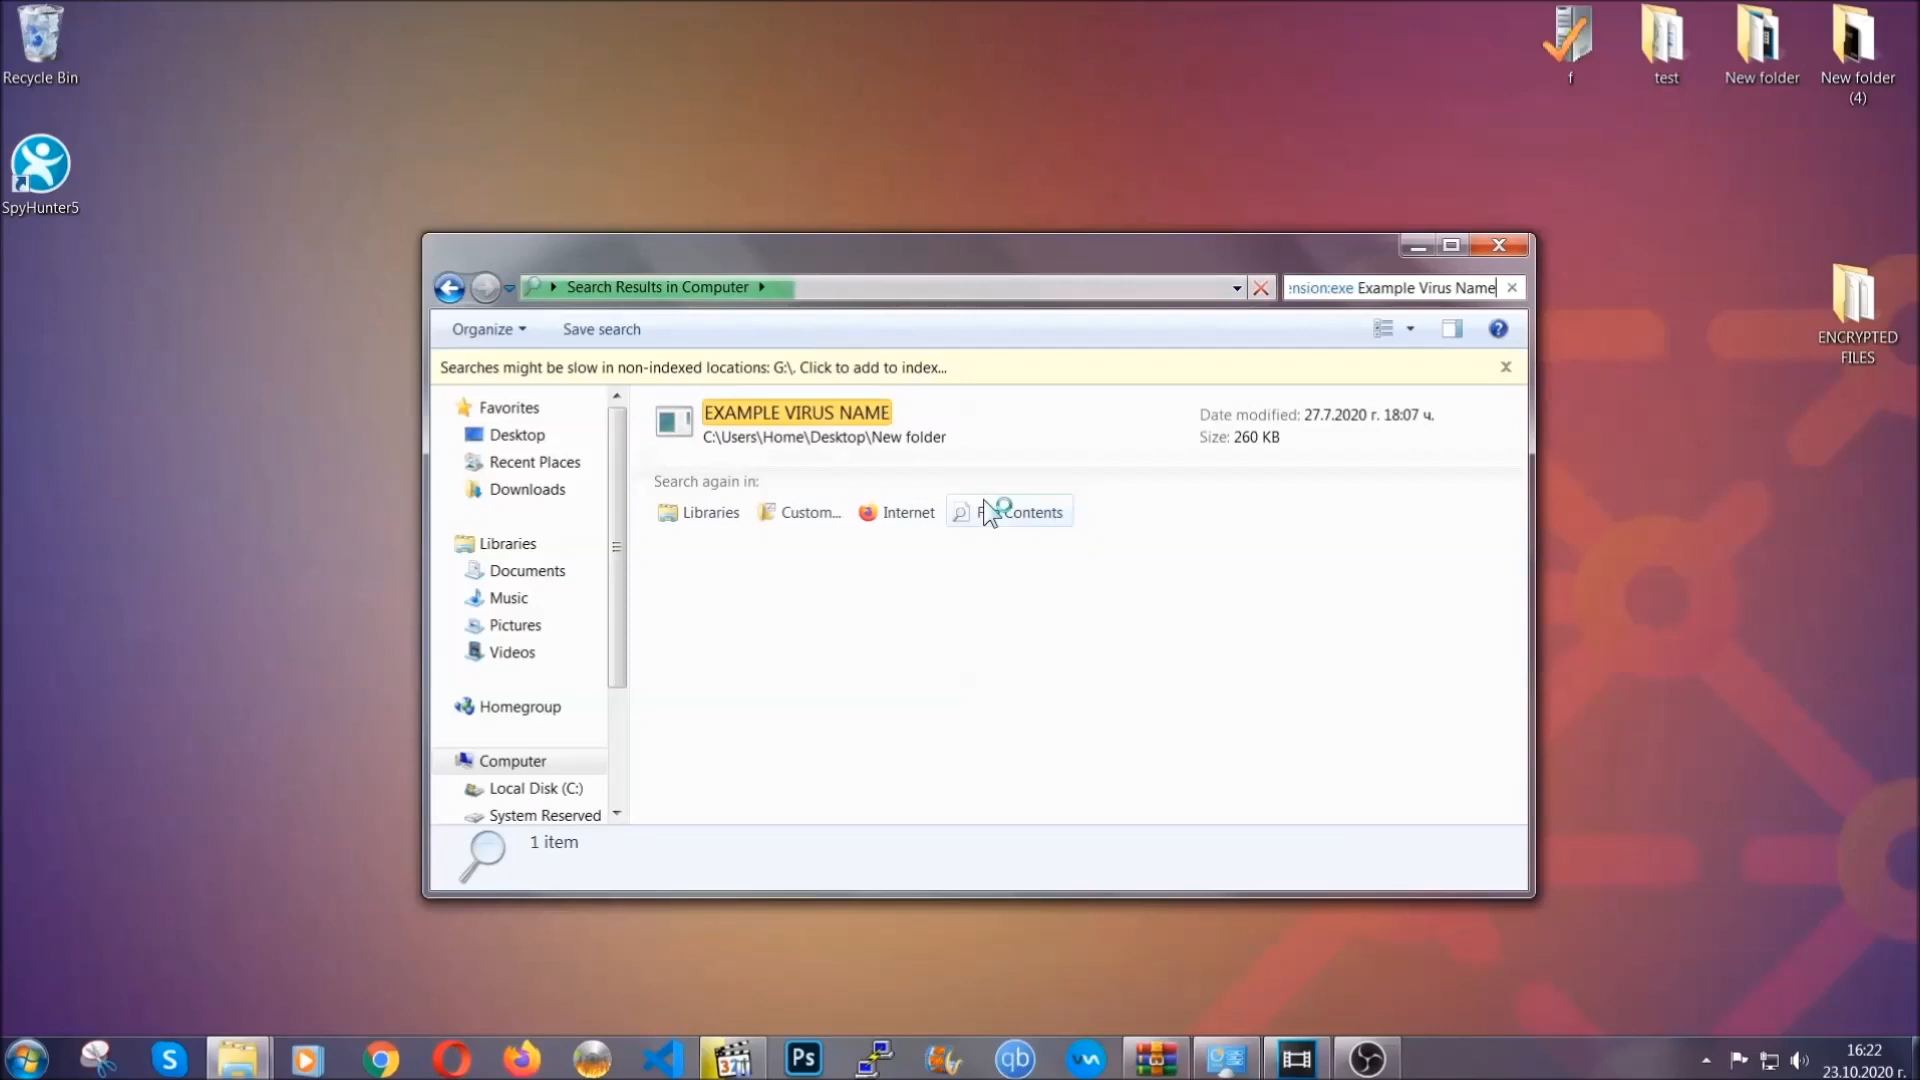 Recycle Bin
SpyHunter5
f
test
New folder
New folder
(4)
ENCRYPTED
FILES
Search Results in Computer
ension:exe Example Virus Name
Organize
Save search
Searches might be slow in non-indexed locations: G:\. Click to add to index...
Favorites
Desktop
Recent Places
Downloads
Libraries
Documents
Music
Pictures
Videos
Homegroup
Computer
Local Disk (C:)
System Reserved
EXAMPLE VIRUS NAME
C:\Users\Home\Desktop\New folder
Date modified: 27.7.2020 г. 18:07 ч.
Size: 260 KB
Search again in:
Libraries
Custom...
Internet
Contents
1 item
S
321
Ps
qb
16:22
23.10.2020 г.